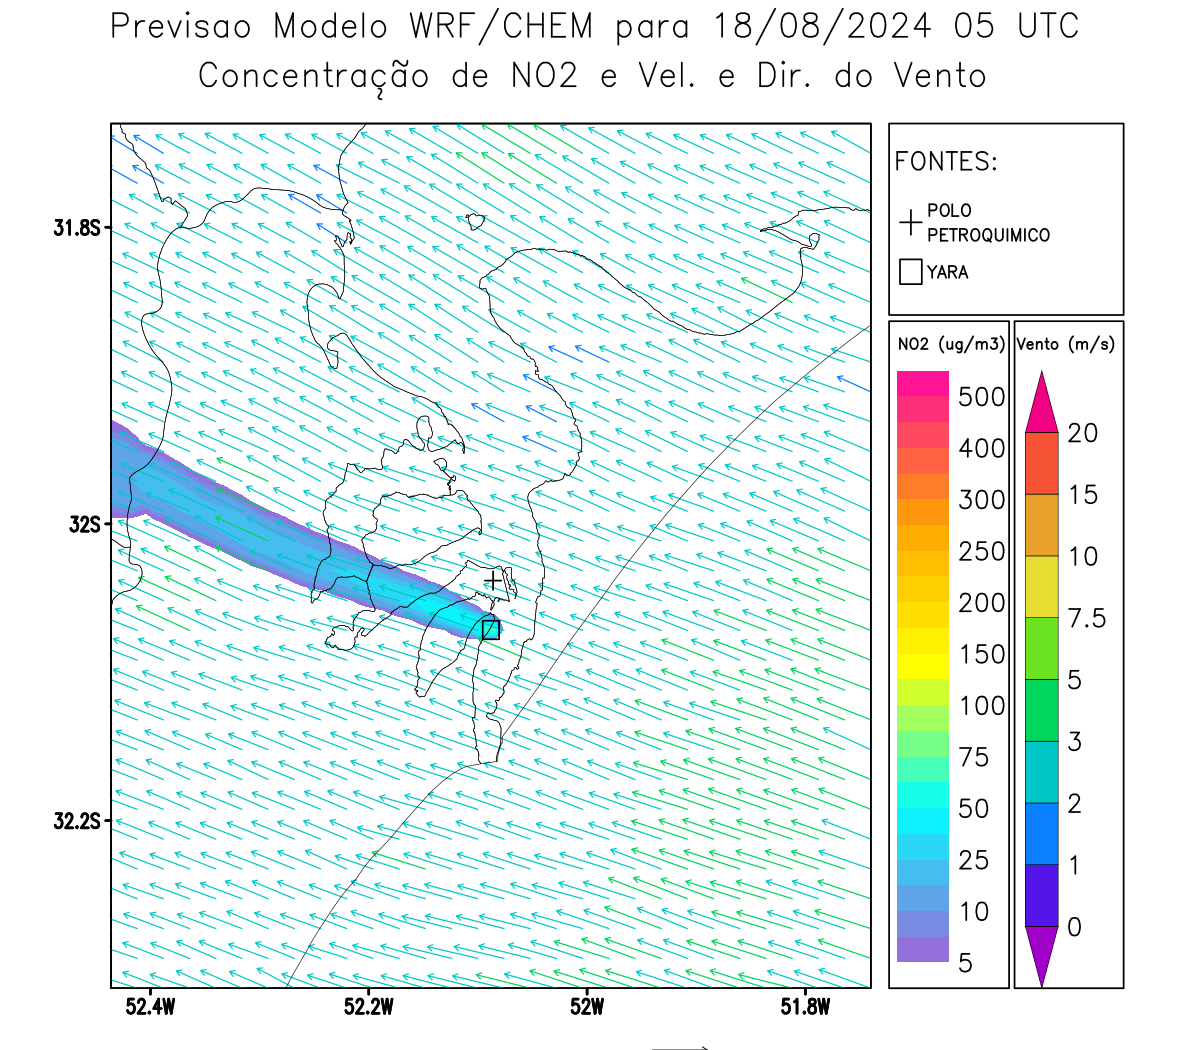 Previsao Modelo WRF/CHEM para 18/08/2024 05 UTC
Concentração de NO2 e Vel. e Dir. do Vento
FONTES:
POLO
PETROQUIMICO
YARA
NO2 (ug/m3)
500
400
300
250
200
150
100
75
50
25
10
5
Vento (m/s)
20
15
10
7.5
5
3
2
1
0
31.8S
32S
32.2S
52.4W
52.2W
52W
51.8W